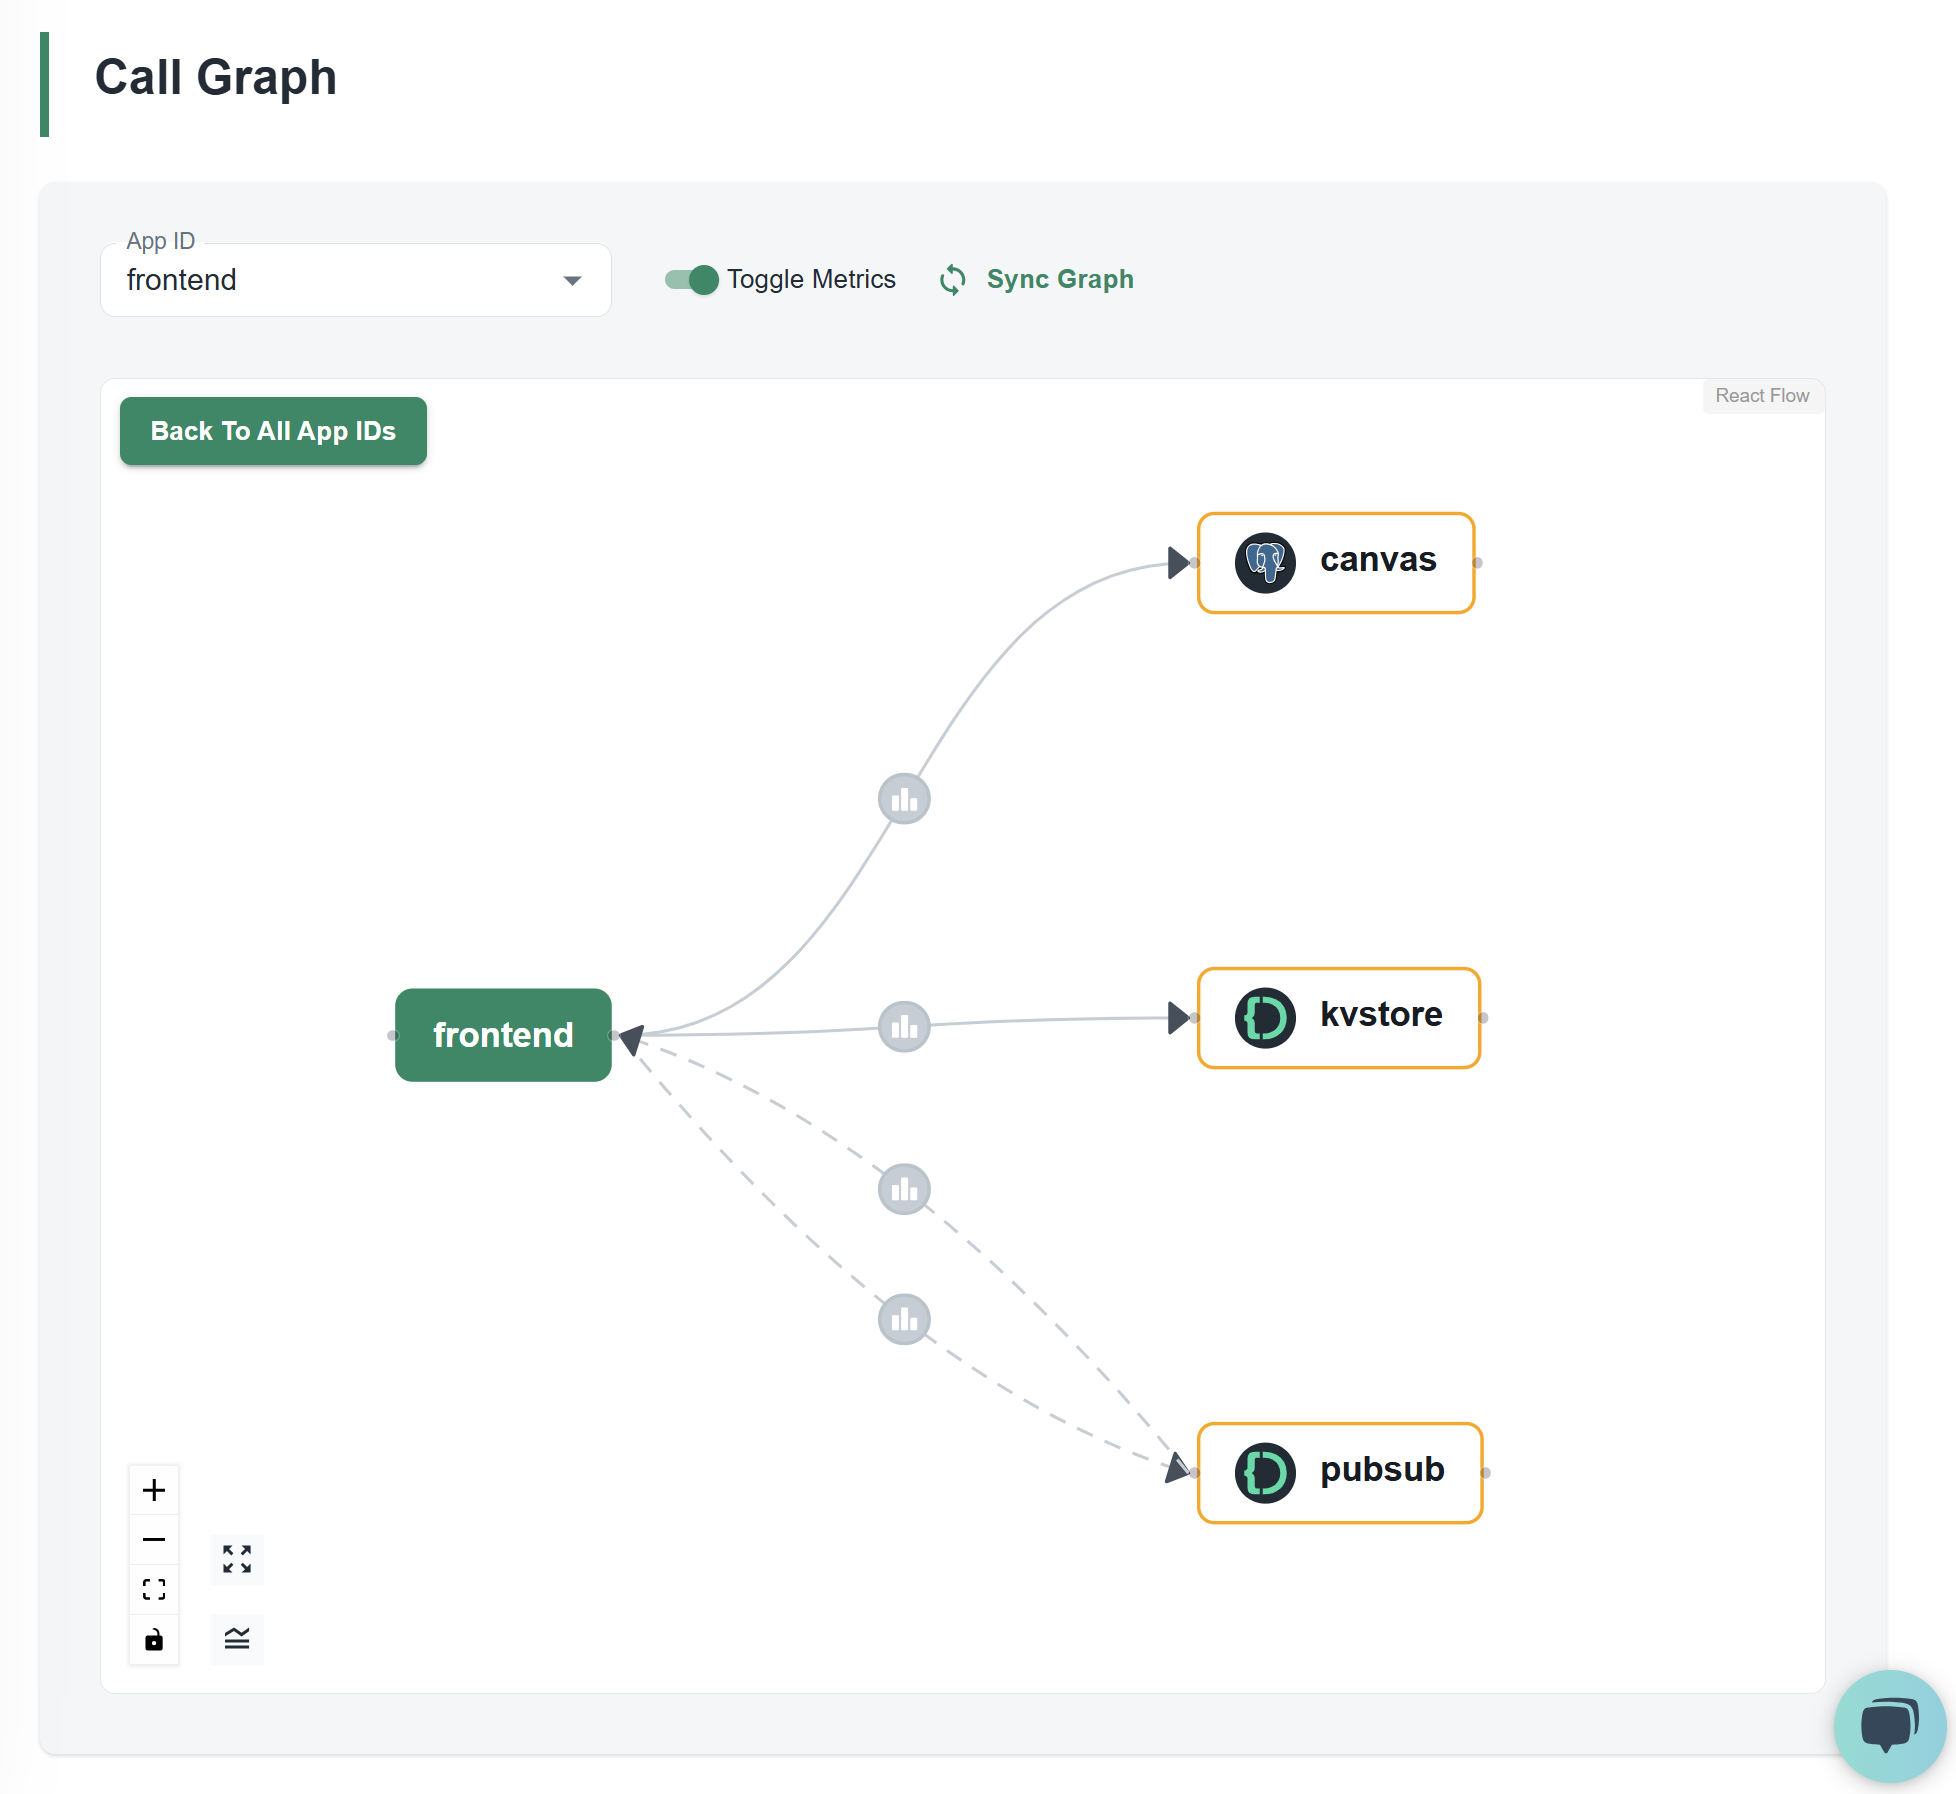 Call Graph
App ID
frontend
Toggle Metrics
Sync Graph
React Flow
Back To All App IDs
canvas
kvstore
frontend
pubsub